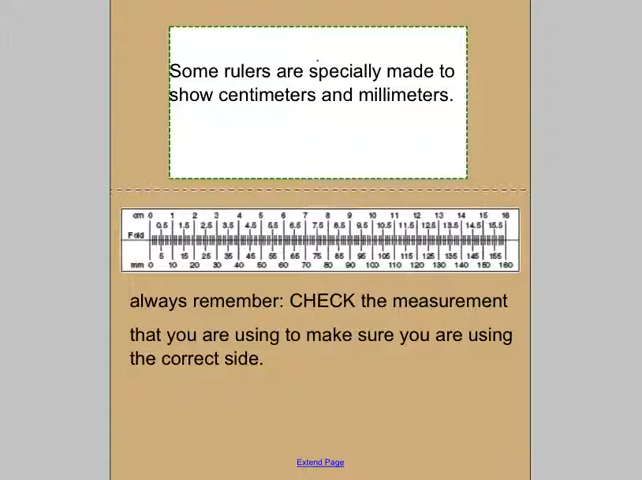 Some rulers are specially made to
show centimeters and millimeters.
cm 0 1 2 3 4 5 6 7 8 9 10 11 12 13 14 15 16
0.5 1.5 2.5 3.5 4.5 5.5 6.5 7.5 8.5 9.5 10.5 11.5 12.5 13.5 14.5 15.5
Fold
5 15 25 35 45 55 65 75 85 95 105 115 125 135 145 155
mm 0 10 20 30 40 50 60 70 80 90 100 110 120 130 140 150 160
always remember: CHECK the measurement
that you are using to make sure you are using
the correct side.
Extend Page